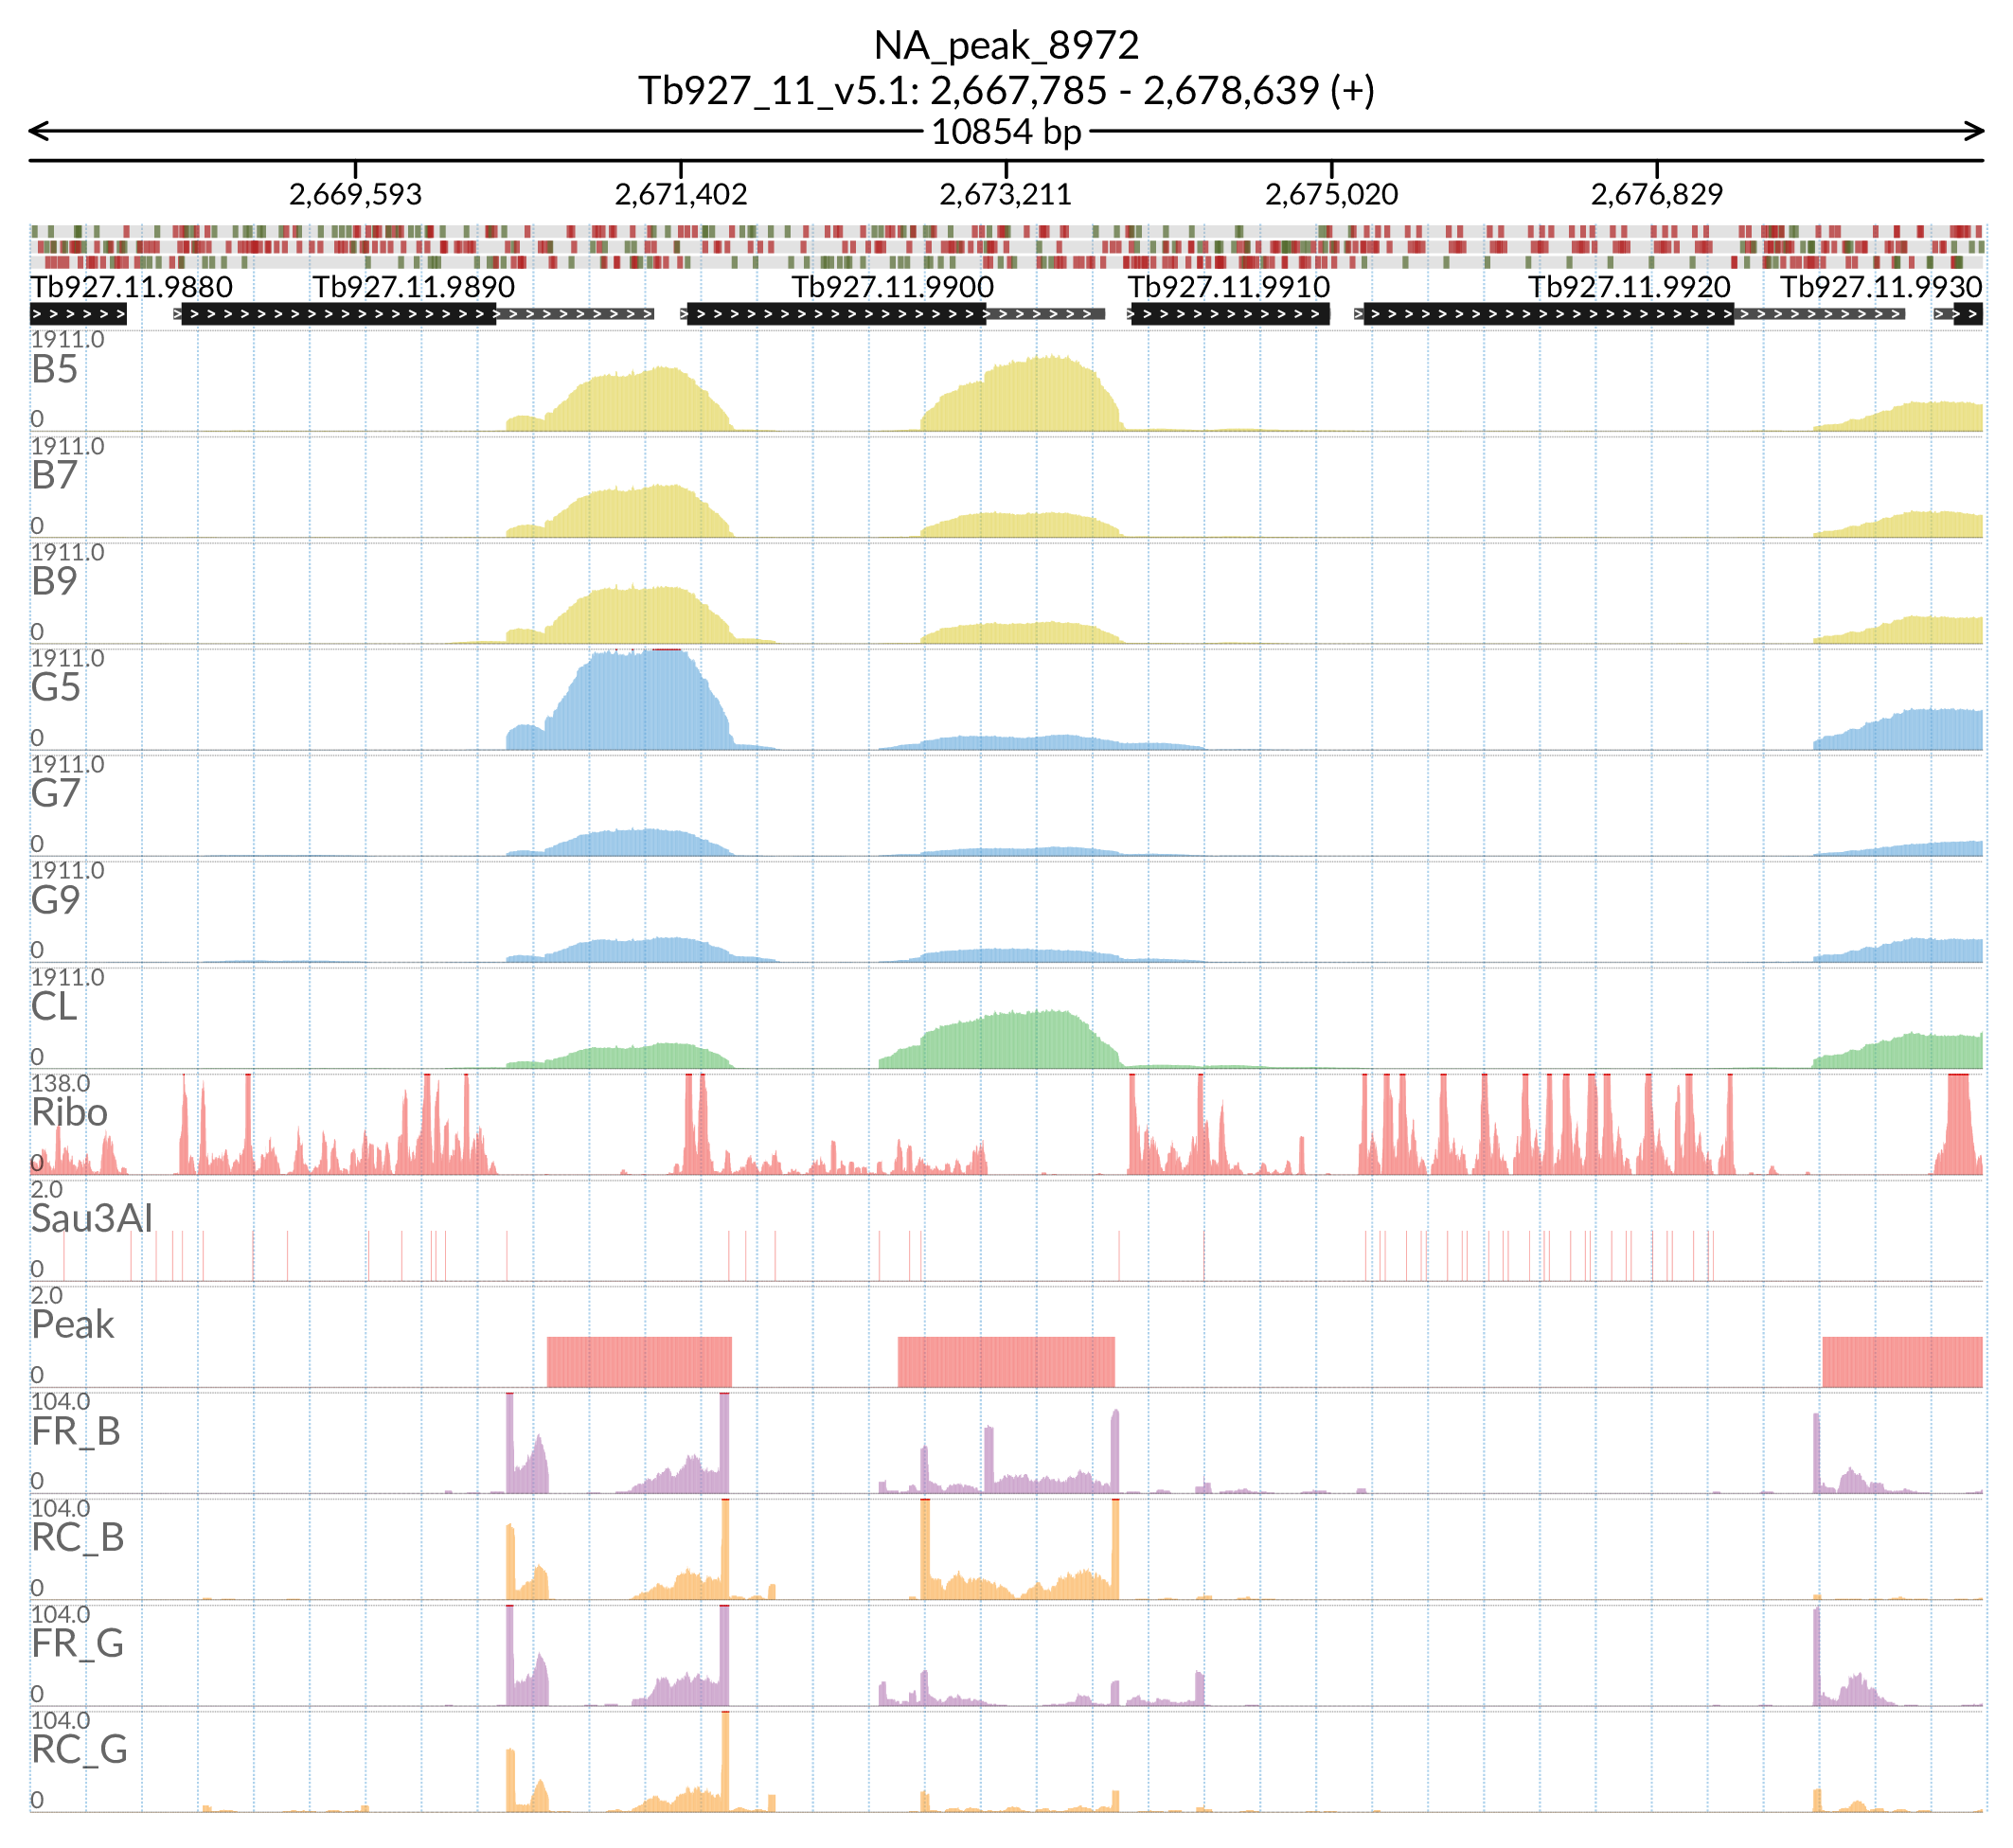 NA_peak_8972
Tb927_11_v5.1: 2,667,785 - 2,678,639 (+)
10854 bp
2,669,593 2,671,402 2,673,211 2,675,020 2,676,829
Tb927.11.9880 Tb927.11.9890 Tb927.11.9900 Tb927.11.9910 Tb927.11.9920 Tb927.11.9930
1911.0
B5
0
1911.0
B7
0
1911.0
B9
0
1911.0
G5
0
1911.0
G7
0
1911.0
G9
0
1911.0
CL
0
138.0
Ribo
0
2.0
Sau3AI
0
2.0
Peak
0
104.0
FR_B
0
104.0
RC_B
0
104.0
FR_G
0
104.0
RC_G
0